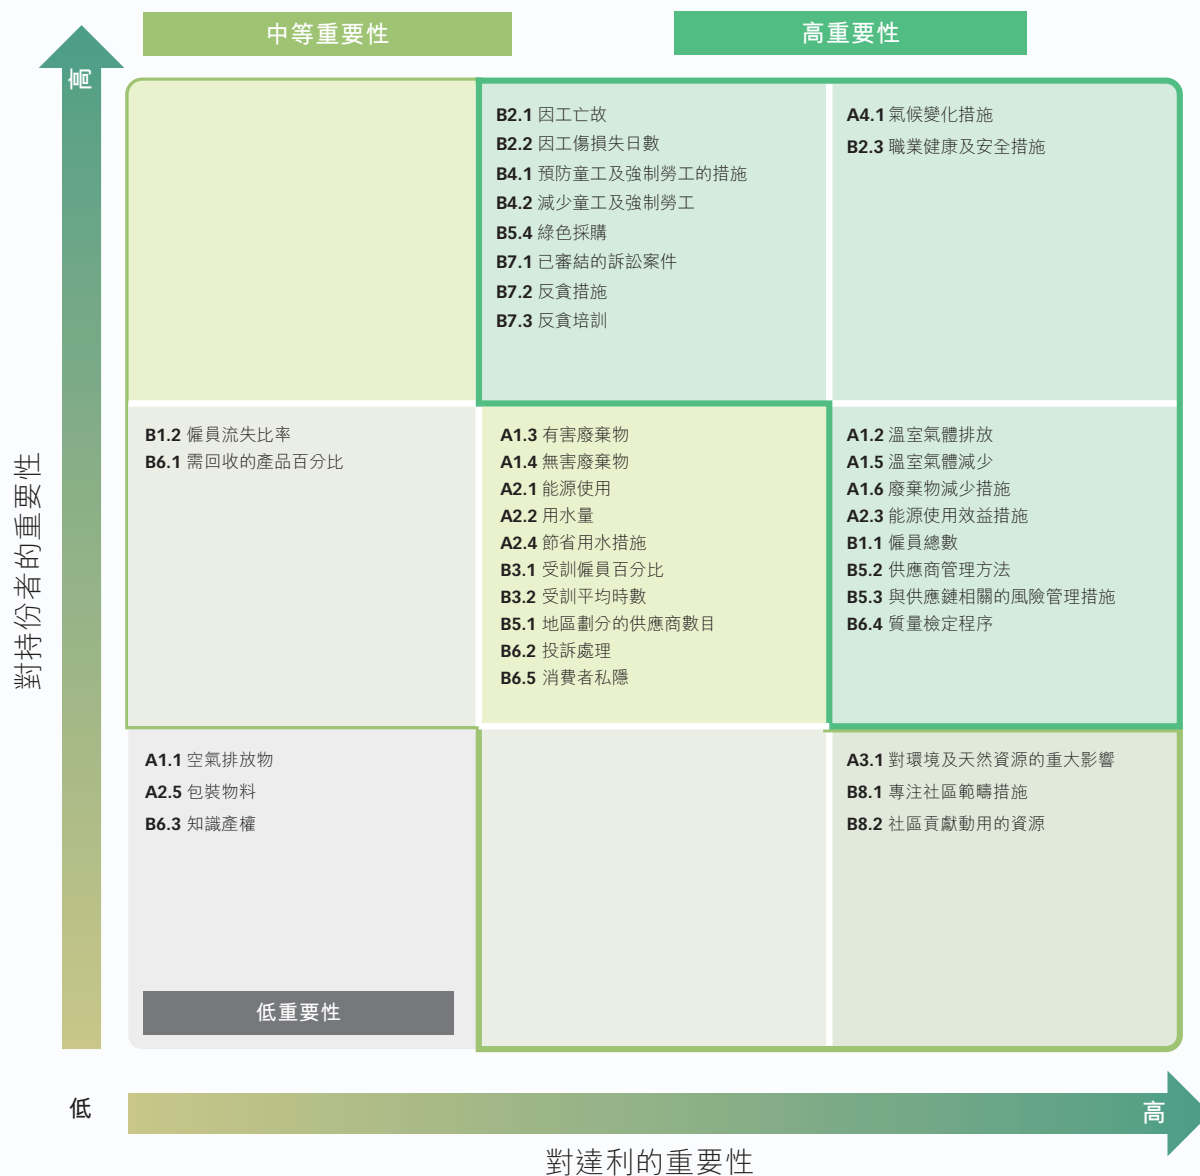 中等重要性
高重要性
高
對持份者的重要性
B2.1 因工亡故
B2.2 因工傷損失日數
B4.1 預防童工及強制勞工的措施
B4.2 減少童工及強制勞工
B5.4 綠色採購
B7.1 已審結的訴訟案件
B7.2 反貪措施
B7.3 反貪培訓
A4.1 氣候變化措施
B2.3 職業健康及安全措施
B1.2 僱員流失比率
B6.1 需回收的產品百分比
A1.3 有害廢棄物
A1.4 無害廢棄物
A2.1 能源使用
A2.2 用水量
A2.4 節省用水措施
B3.1 受訓僱員百分比
B3.2 受訓平均時數
B5.1 地區劃分的供應商數目
B6.2 投訴處理
B6.5 消費者私隱
A1.2 溫室氣體排放
A1.5 溫室氣體減少
A1.6 廢棄物減少措施
A2.3 能源使用效益措施
B1.1 僱員總數
B5.2 供應商管理方法
B5.3 與供應鏈相關的風險管理措施
B6.4 質量檢定程序
A1.1 空氣排放物
A2.5 包裝物料
B6.3 知識產權
低重要性
A3.1 對環境及天然資源的重大影響
B8.1 專注社區範疇措施
B8.2 社區貢獻動用的資源
低
高
對達利的重要性